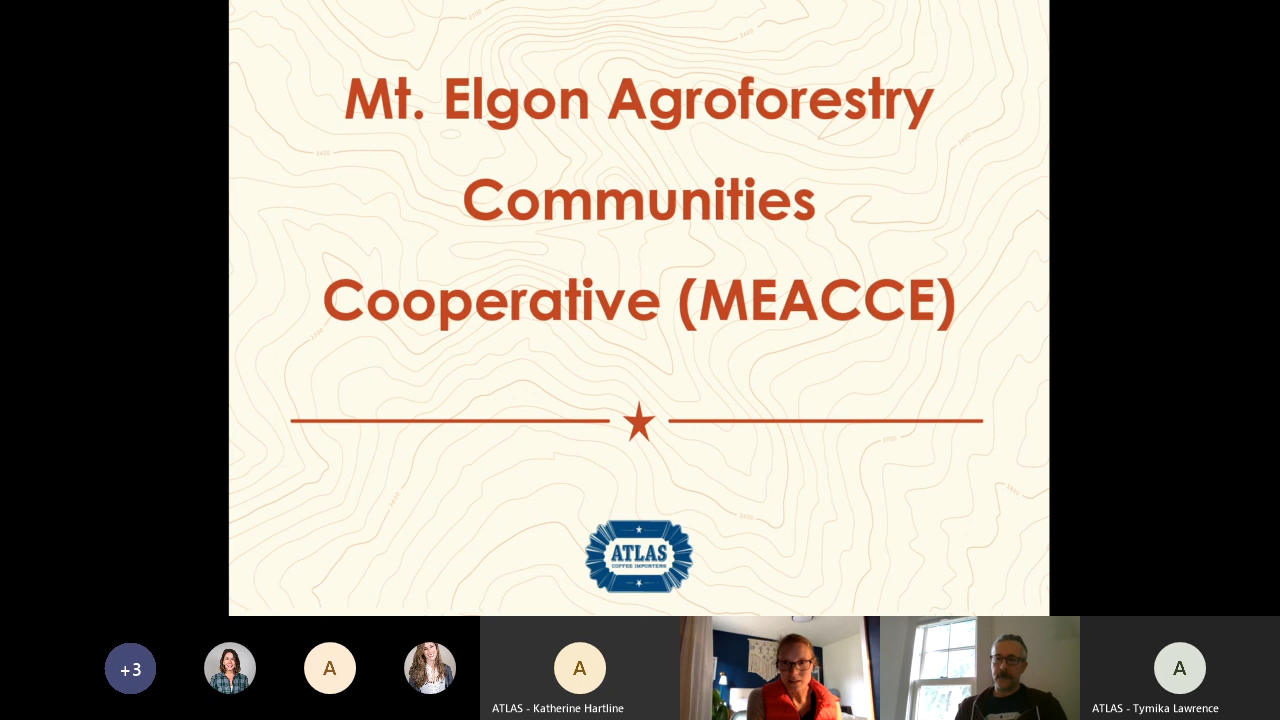 Mt. Elgon Agroforestry
Communities
Cooperative (MEACCE)
ATLAS
COFFEE IMPORTERS
+3
A
A
ATLAS - Katherine Hartline
A
ATLAS - Tymika Lawrence